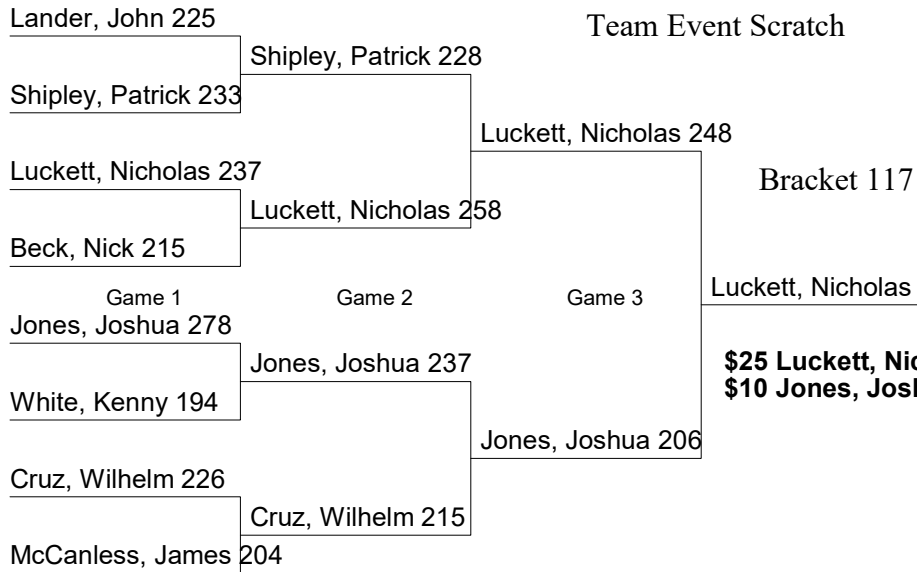 Lander, John 225
Team Event Scratch
Shipley, Patrick 228
Shipley, Patrick 233
Luckett, Nicholas 248
Luckett, Nicholas 237
Bracket 117
Luckett, Nicholas 258
Beck, Nick 215
Game 1
Game 2
Game 3
Luckett, Nicholas
Jones, Joshua 278
Jones, Joshua 237
$25 Luckett,
$10 Jones,
White, Kenny 194
Jones, Joshua 206
Cruz, Wilhelm 226
Cruz, Wilhelm 215
McCanless, James 204